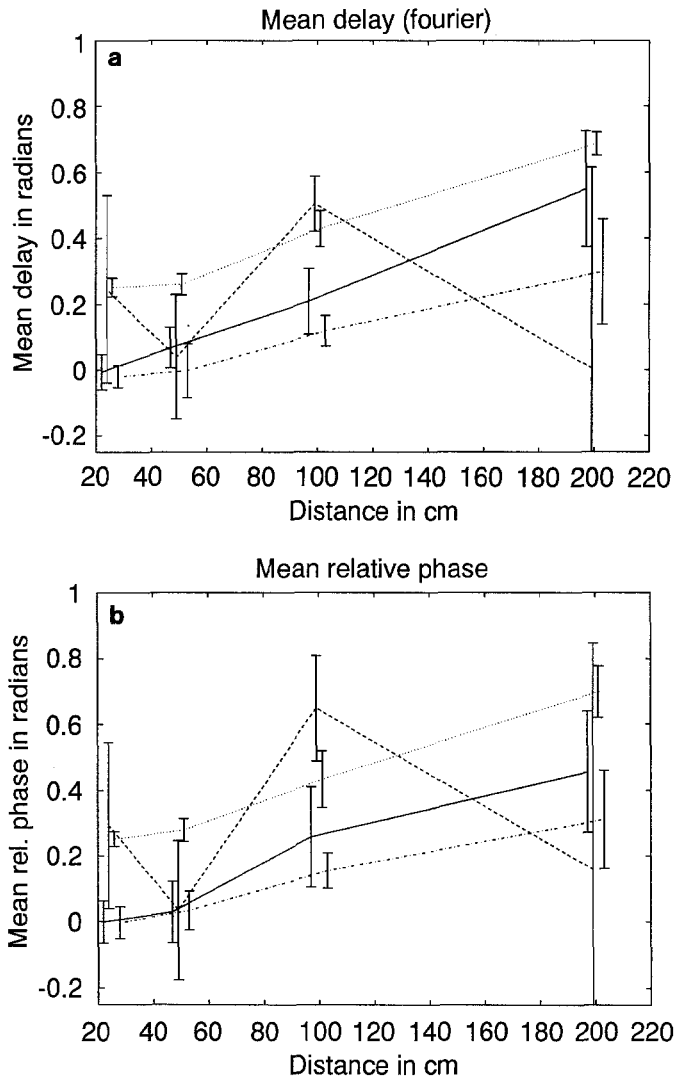 Mean delay (fourier)
a
Mean delay in radians
1
0.8
0.6
0.4
0.2
0
-0.2
20 40 60 80 100 120 140 160 180 200 220
Distance in cm
Mean relative phase
b
Mean rel. phase in radians
1
0.8
0.6
0.4
0.2
0
-0.2
20 40 60 80 100 120 140 160 180 200 220
Distance in cm